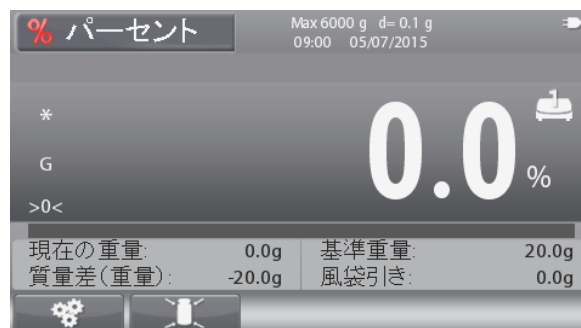 % パーセント
Max 6000 g d= 0.1 g
09:00 05/07/2015
1
*
0.0 %
G
>0<
現在の重量: 0.0g 基準重量: 20.0g
質量差(重量): -20.0g 風袋引き: 0.0g